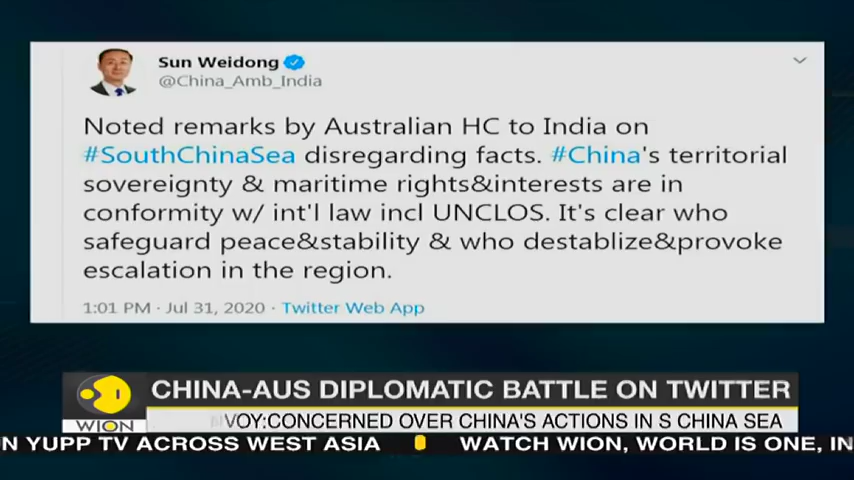 Sun Weidong
@China_Amb_India
Noted remarks by Australian HC to India on
#SouthChinaSea disregarding facts. #China's territorial
sovereignty & maritime rights&interests are in
conformity w/ int'l law incl UNCLOS. It's clear who
safeguard peace&stability & who destablize&provoke
escalation in the region.
1:01 PM · Jul 31, 2020 · Twitter Web App
CHINA-AUS DIPLOMATIC BATTLE ON TWITTER
WION
VOY:CONCERNED OVER CHINA'S ACTIONS IN S CHINA SEA
N YUPP TV ACROSS WEST ASIA WATCH WION, WORLD IS ONE, IN